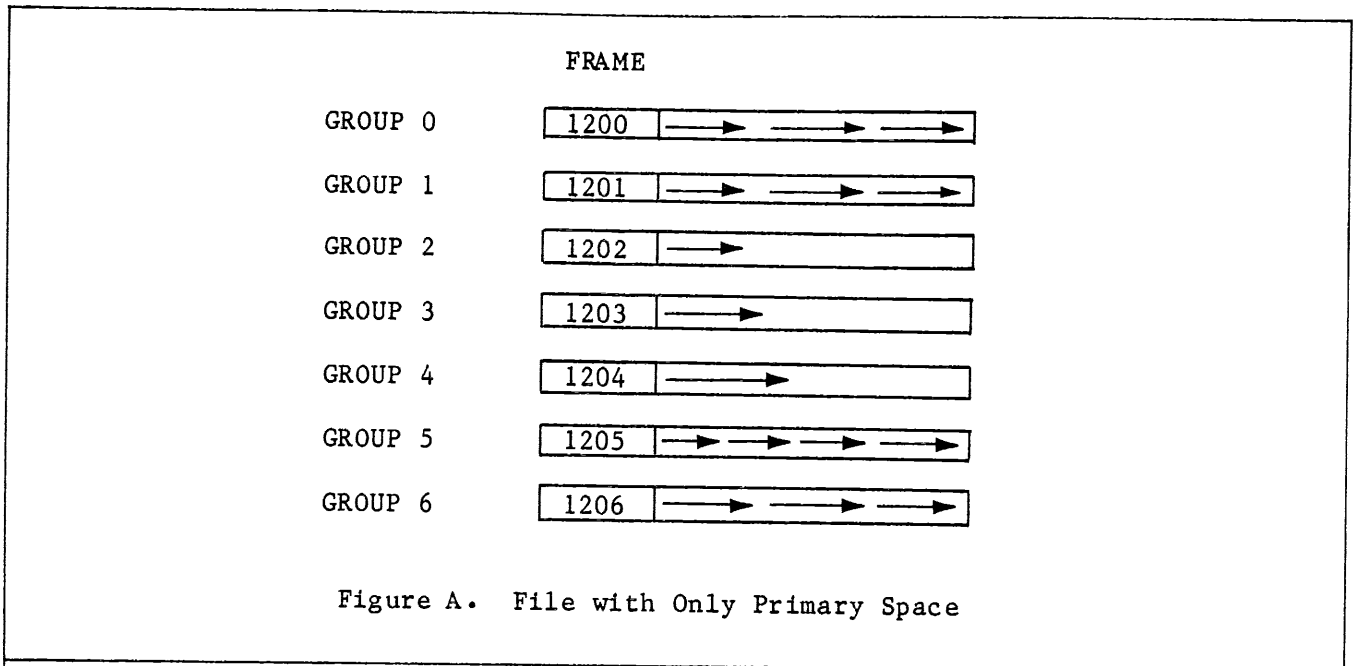 FRAME
GROUP 0 1200
GROUP 1 1201
GROUP 2 1202
GROUP 3 1203
GROUP 4 1204
GROUP 5 1205
GROUP 6 1206
Figure A. File with Only Primary Space